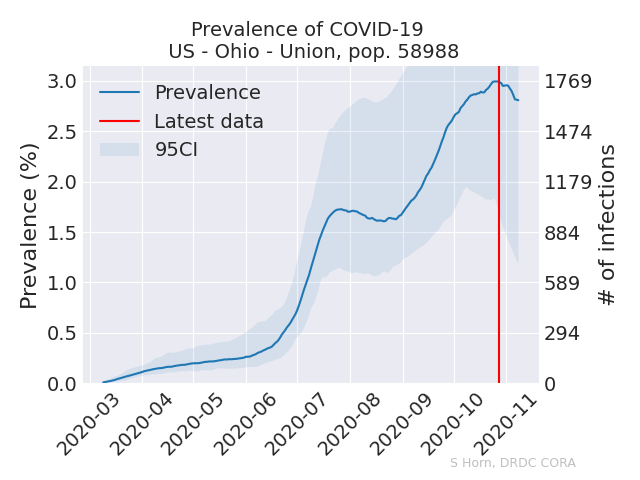 Prevalence of COVID-19
US - Ohio - Union, pop. 58988
Prevalence
Latest data
95CI
Prevalence (%)
3.0
2.5
2.0
1.5
1.0
0.5
0.0
1769
1474
1179
884
589
294
0
# of infections
2020-03
2020-04
2020-05
2020-06
2020-07
2020-08
2020-09
2020-10
2020-11
S Horn, DRDC CORA